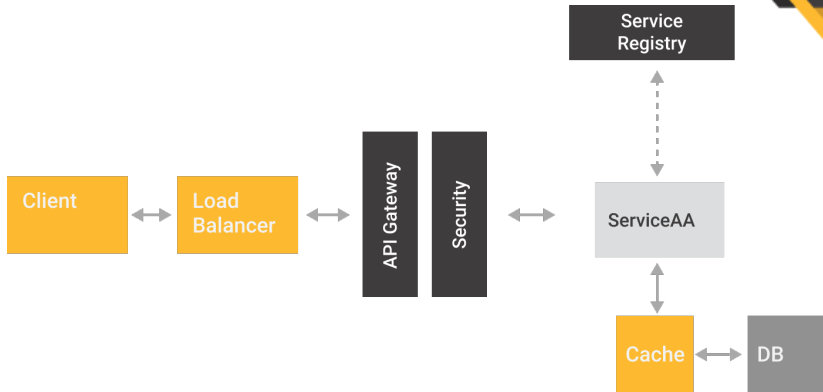 Service
Registry
Client
Load
Balancer
API Gateway
Security
ServiceAA
Cache
DB